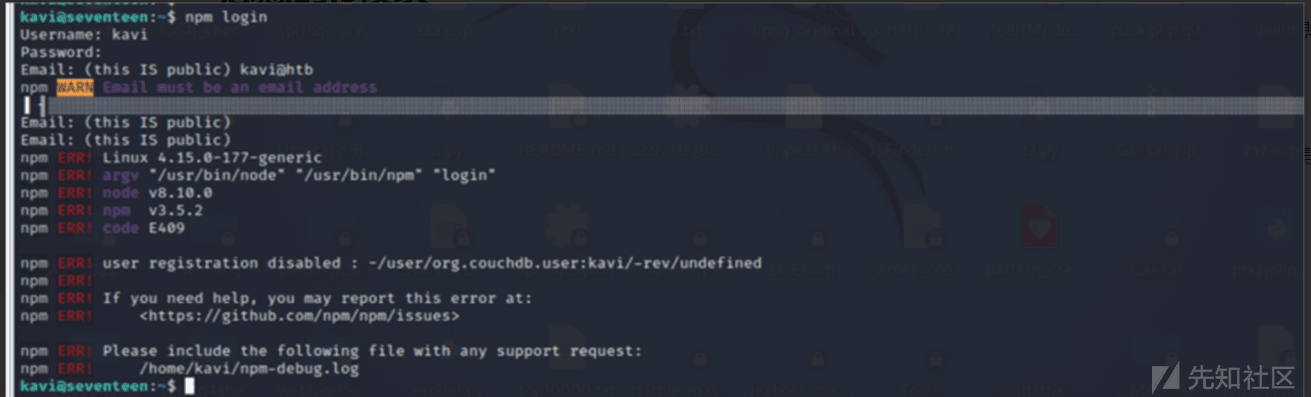 kavi@seventeen:~$ npm login
Username: kavi
Password:
Email: (this IS public) kavi@htb
npm WARN Email must be an email address
Email: (this IS public)
Email: (this IS public)
npm ERR! Linux 4.15.0-177-generic
npm ERR! argv "/usr/bin/node" "/usr/bin/npm" "login"
npm ERR! node v8.10.0
npm ERR! npm  v3.5.2
npm ERR! code E409
npm ERR! user registration disabled : -/user/org.couchdb.user:kavi/-rev/undefined
npm ERR!
npm ERR! If you need help, you may report this error at:
npm ERR!     <https://github.com/npm/npm/issues>
npm ERR! Please include the following file with any support request:
npm ERR!     /home/kavi/npm-debug.log
kavi@seventeen:~$
先知社区